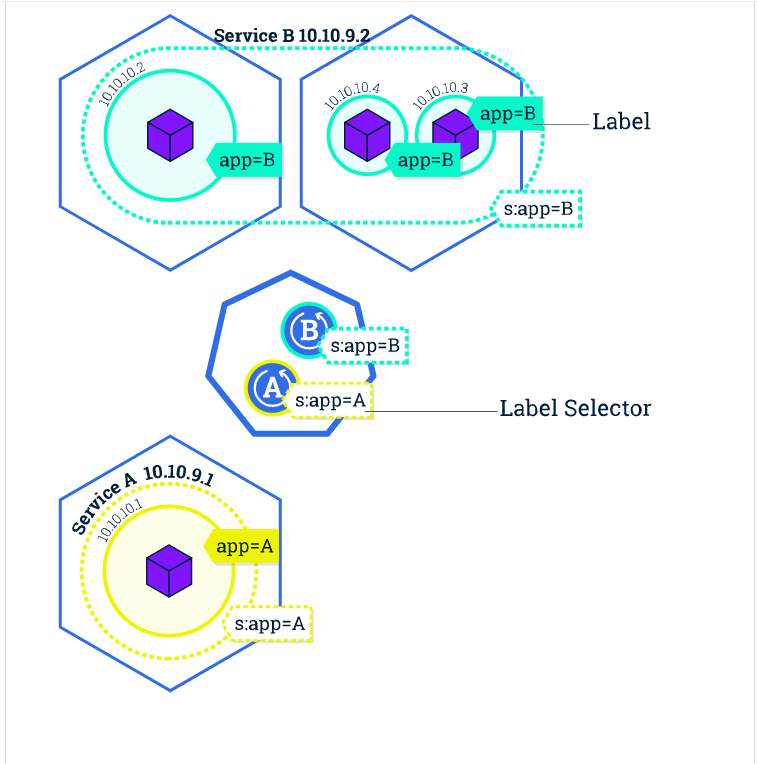 Service B 10.10.9.2
10.10.10.2
10.10.10.4
10.10.10.3
app=B
Label
app=B
app=B
s:app=B
B
s:app=B
A
s:app=A
Label Selector
Service A 10.10.9.1
10.10.10.1
app=A
s:app=A